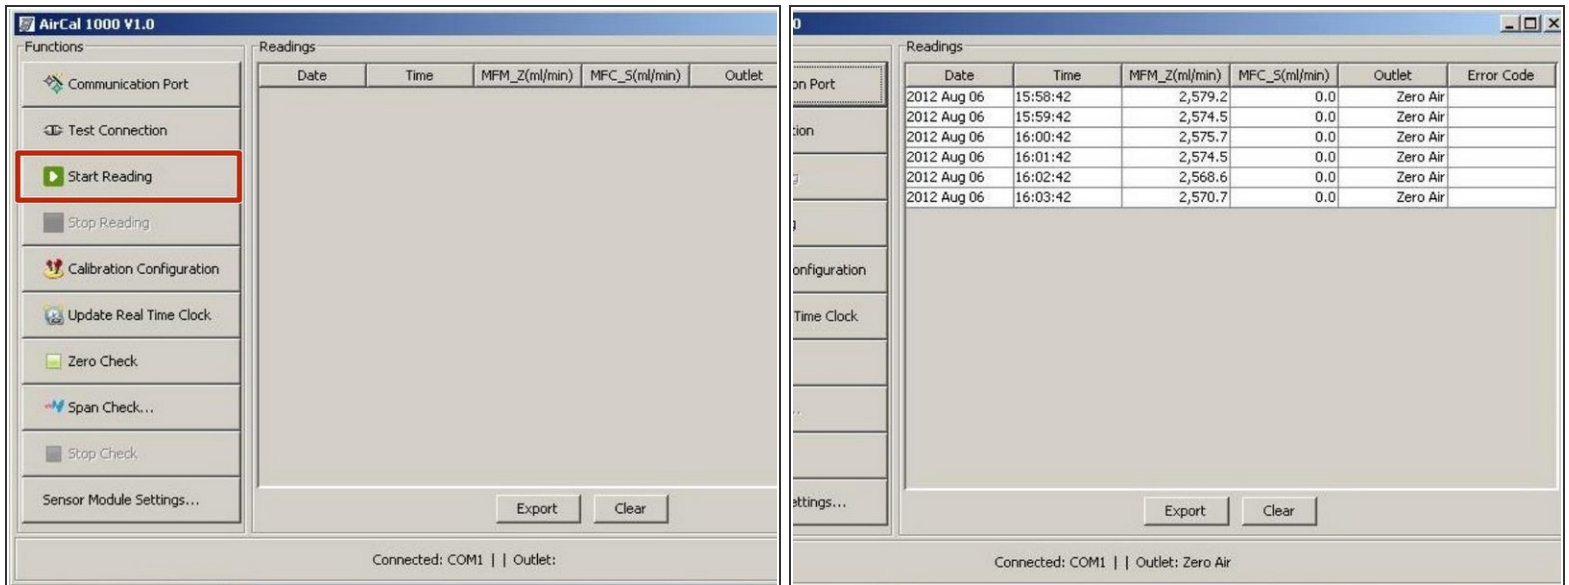 AirCal 1000 V1.0
Functions
Communication Port
Test Connection
Start Reading
Stop Reading
Calibration Configuration
Update Real Time Clock
Zero Check
Span Check...
Stop Check
Sensor Module Settings...
Readings
Date Time MFM_Z(ml/min) MFC_S(ml/min) Outlet
Export Clear
Connected: COM1 | | Outlet:
0
on Port
tion
g
g
onfiguration
Time Clock
..
ettings...
Readings
Date Time MFM_Z(ml/min) MFC_S(ml/min) Outlet Error Code
2012 Aug 06 15:58:42 2,579.2 0.0 Zero Air
2012 Aug 06 15:59:42 2,574.5 0.0 Zero Air
2012 Aug 06 16:00:42 2,575.7 0.0 Zero Air
2012 Aug 06 16:01:42 2,574.5 0.0 Zero Air
2012 Aug 06 16:02:42 2,568.6 0.0 Zero Air
2012 Aug 06 16:03:42 2,570.7 0.0 Zero Air
Export Clear
Connected: COM1 | | Outlet: Zero Air